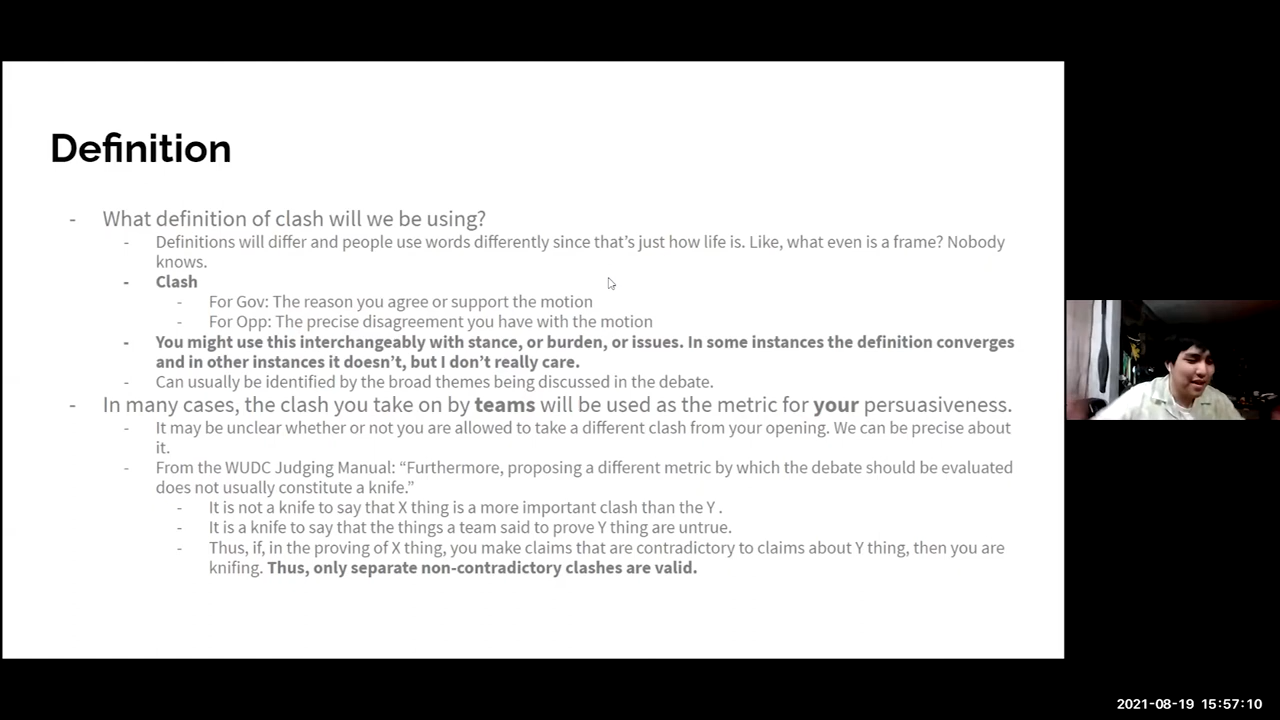 Definition
- What definition of clash will we be using?
- Definitions will differ and people use words differently since that's just how life is. Like, what even is a frame? Nobody
knows.
- Clash
- For Gov: The reason you agree or support the motion
- For Opp: The precise disagreement you have with the motion
- You might use this interchangeably with stance, or burden, or issues. In some instances the definition converges
and in other instances it doesn't, but I don't really care.
- Can usually be identified by the broad themes being discussed in the debate.
- In many cases, the clash you take on by teams will be used as the metric for your persuasiveness.
- It may be unclear whether or not you are allowed to take a different clash from your opening. We can be precise about
it.
- From the WUDC Judging Manual: “Furthermore, proposing a different metric by which the debate should be evaluated
does not usually constitute a knife.”
- It is not a knife to say that X thing is a more important clash than the Y .
- It is a knife to say that the things a team said to prove Y thing are untrue.
- Thus, if, in the proving of X thing, you make claims that are contradictory to claims about Y thing, then you are
knifing. Thus, only separate non-contradictory clashes are valid.
2021-08-19 15:57:10